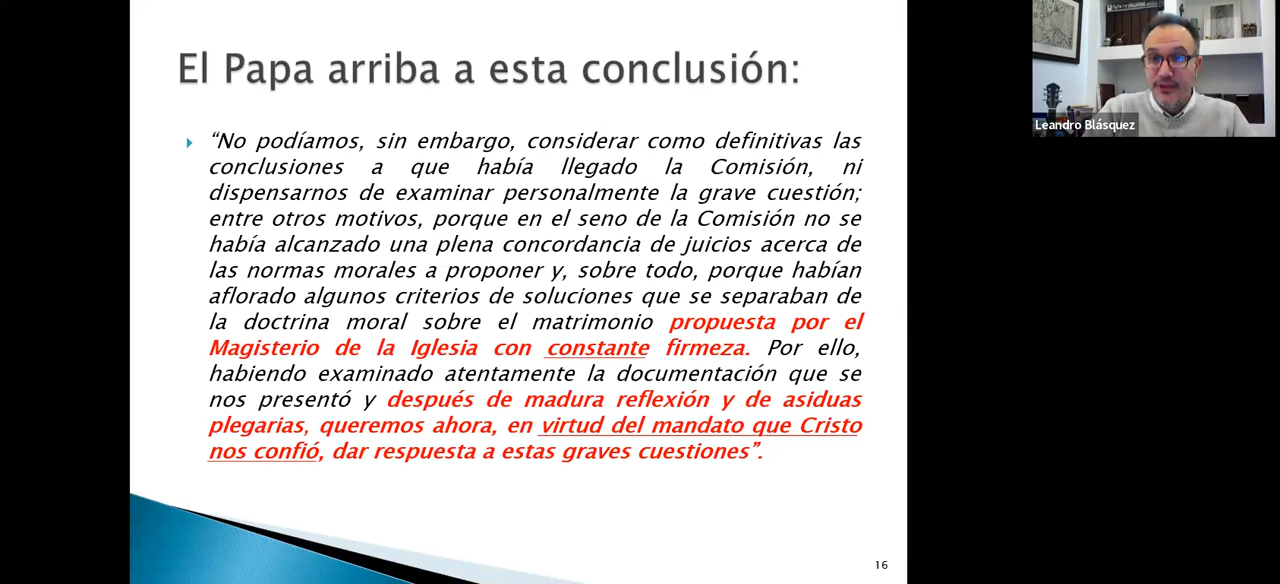 El Papa arriba a esta conclusión:
“No podíamos, sin embargo, considerar como definitivas las
conclusiones a que había llegado la Comisión, ni
dispensarnos de examinar personalmente la grave cuestión;
entre otros motivos, porque en el seno de la Comisión no se
había alcanzado una plena concordancia de juicios acerca de
las normas morales a proponer y, sobre todo, porque habían
aflorado algunos criterios de soluciones que se separaban de
la doctrina moral sobre el matrimonio propuesta por el
Magisterio de la Iglesia con constante firmeza. Por ello,
habiendo examinado atentamente la documentación que se
nos presentó y después de madura reflexión y de asiduas
plegarias, queremos ahora, en virtud del mandato que Cristo
nos confió, dar respuesta a estas graves cuestiones”.
16
Leandro Blásquez